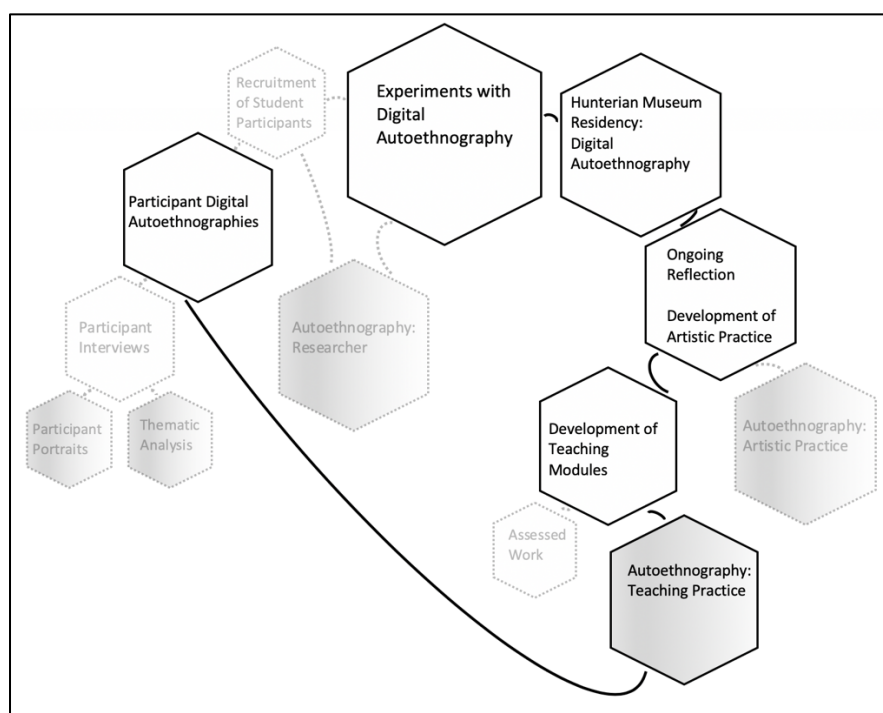 Recruitment
of Student
Participants
Experiments with
Digital
Autoethnography
Hunterian Museum
Residency:
Digital
Autoethnography
Participant Digital
Autoethnographies
Ongoing
Reflection
Development of
Artistic Practice
Participant
Interviews
Autoethnography:
Researcher
Participant
Portraits
Thematic
Analysis
Development of
Teaching
Modules
Autoethnography:
Artistic Practice
Assessed
Work
Autoethnography:
Teaching Practice